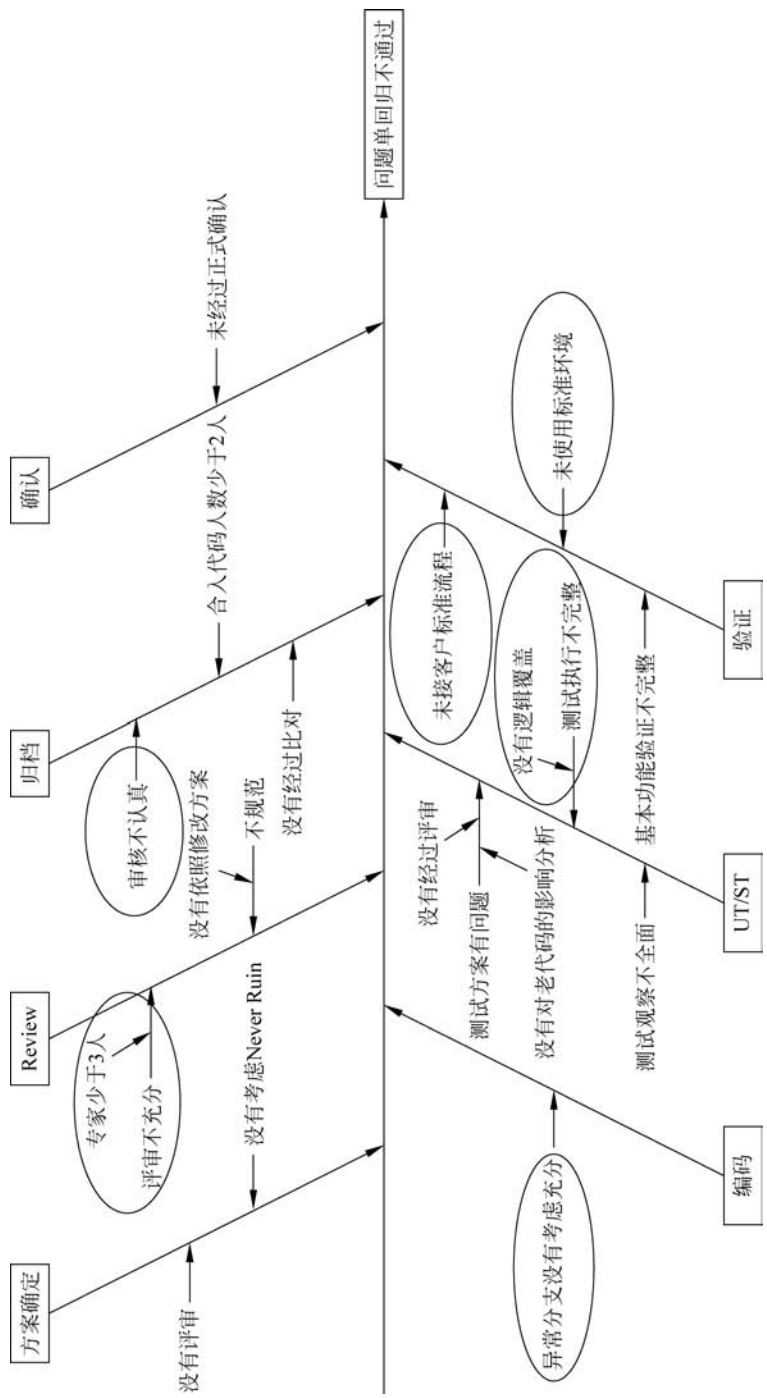 方案确定
Review
归档
确认
没有评审
没有考虑Never Ruin
专家少于3人
评审不充分
没有依照修改方案
不规范
审核不认真
没有经过比对
合入代码人数少于2人
未经过正式确认
问题单回归不通过
异常分支没有考虑充分
没有经过评审
测试方案有问题
没有对老代码的影响分析
测试观察不全面
没有逻辑覆盖
测试执行不完整
未接客户标准流程
未使用标准环境
基本功能验证不完整
编码
UT/ST
验证